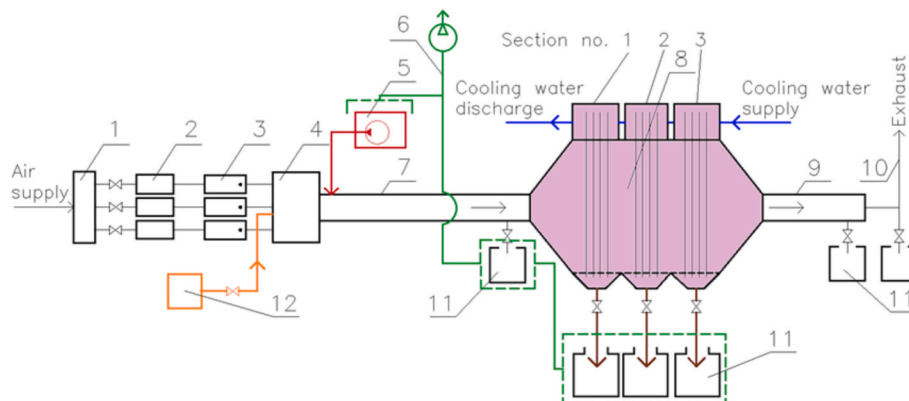 6
5
Section no. 1
2
3
8
Cooling water
discharge
Cooling water
supply
Exhaust
1
2
3
4
Air
supply
7
9
10
12
11
11
11